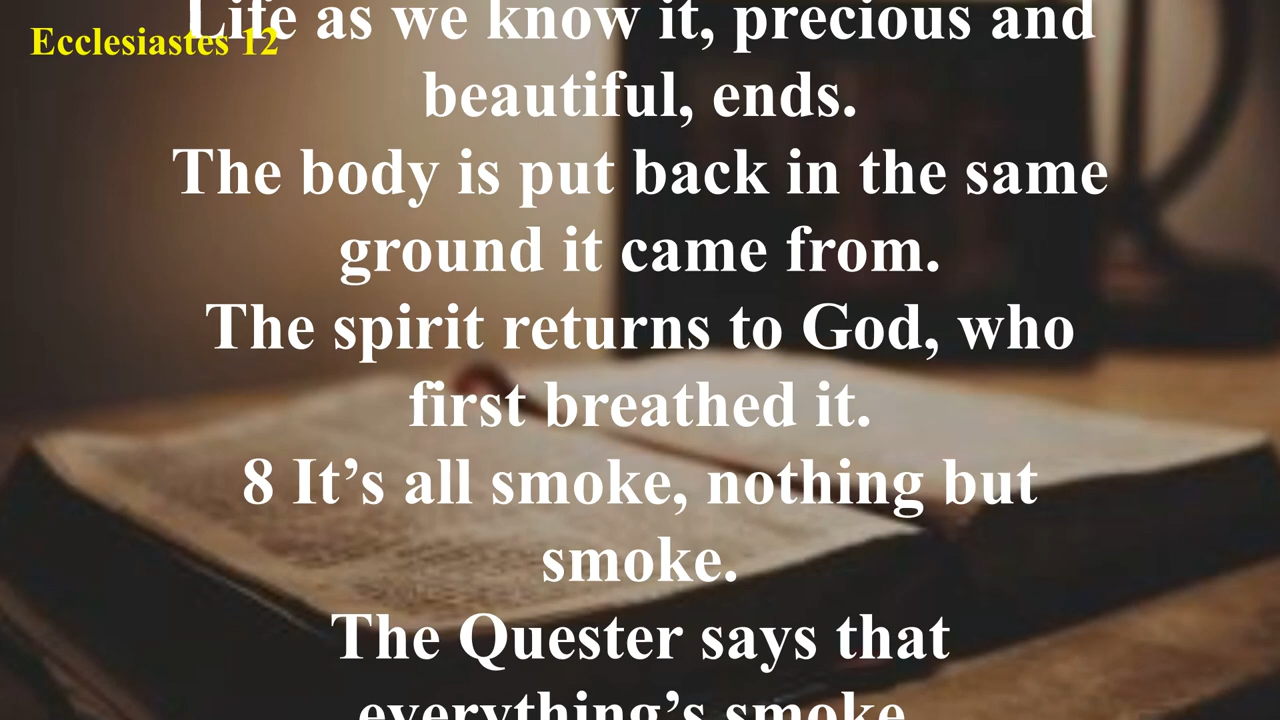 Ecclesiastes 12
Life as we know it, precious and
beautiful, ends.
The body is put back in the same
ground it came from.
The spirit returns to God, who
first breathed it.
8 It’s all smoke, nothing but
smoke.
The Quester says that
everything’s smoke.